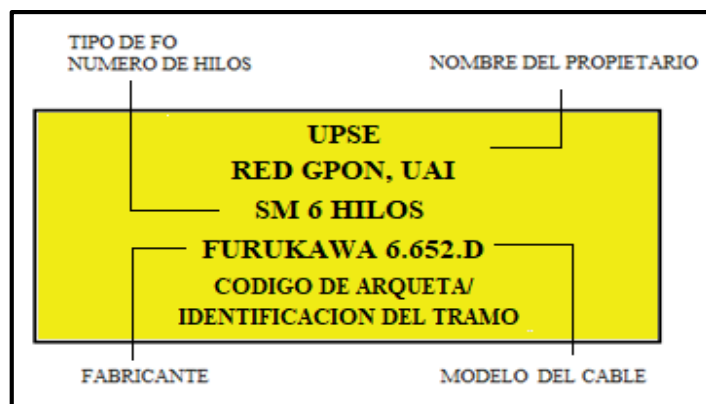 TIPO DE FO
NUMERO DE HILOS
NOMBRE DEL PROPIETARIO
UPSE
RED GPON, UAI
SM 6 HILOS
FURUKAWA 6.652.D
CODIGO DE ARQUETA/
IDENTIFICACION DEL TRAMO
FABRICANTE
MODELO DEL CABLE